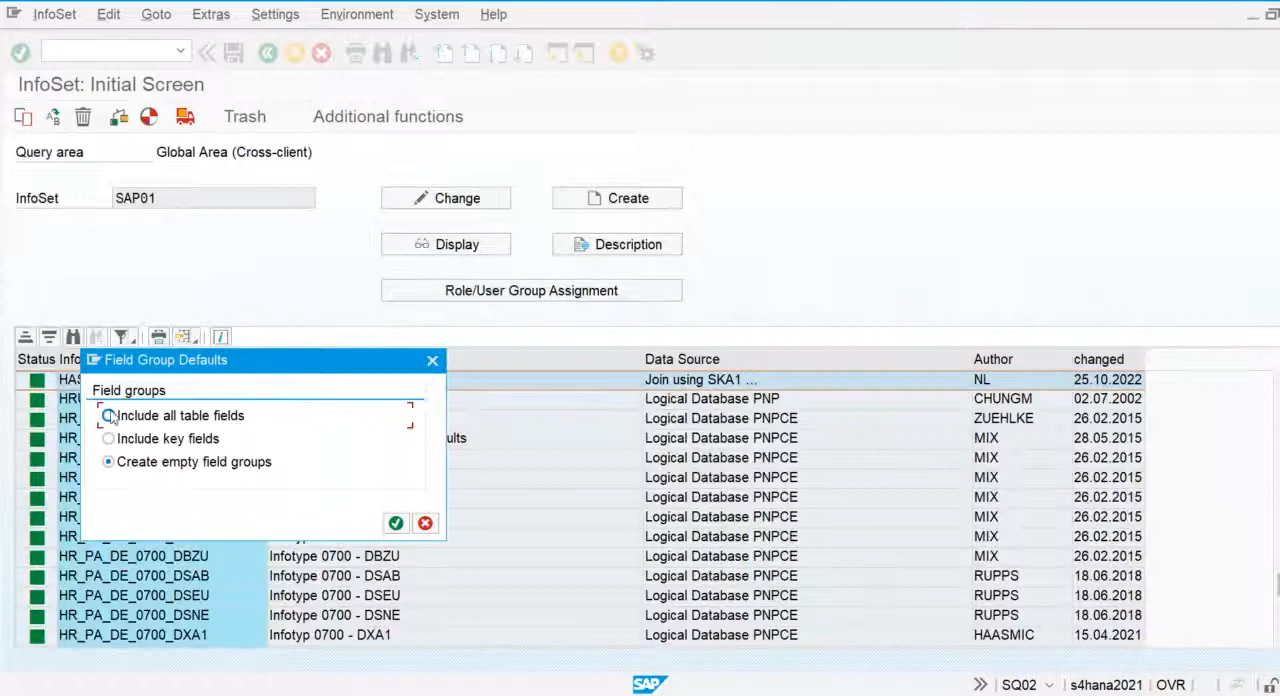 InfoSet Edit Goto Extras Settings Environment System Help
InfoSet: Initial Screen
Trash Additional functions
Query area Global Area (Cross-client)
InfoSet SAP01 Change Create
Display Description
Role/User Group Assignment
Status Info Data Source Author changed
Field Group Defaults
Field groups
Include all table fields
Include key fields
Create empty field groups
HAS Join using SKA1 ... NL 25.10.2022
HRU Logical Database PNP CHUNGM 02.07.2002
HR_ Logical Database PNPCE ZUEHLKE 26.02.2015
HR_ ults Logical Database PNPCE MIX 28.05.2015
HR_ Logical Database PNPCE MIX 26.02.2015
HR_ Logical Database PNPCE MIX 26.02.2015
HR_ Logical Database PNPCE MIX 26.02.2015
HR_ Logical Database PNPCE MIX 26.02.2015
HR_ Logical Database PNPCE MIX 26.02.2015
HR_PA_DE_0700_DBZU Infotype 0700 - DBZU Logical Database PNPCE MIX 26.02.2015
HR_PA_DE_0700_DSAB Infotype 0700 - DSAB Logical Database PNPCE RUPPS 18.06.2018
HR_PA_DE_0700_DSEU Infotype 0700 - DSEU Logical Database PNPCE RUPPS 18.06.2018
HR_PA_DE_0700_DSNE Infotype 0700 - DSNE Logical Database PNPCE RUPPS 18.06.2018
HR_PA_DE_0700_DXA1 Infotyp 0700 - DXA1 Logical Database PNPCE HAASMIC 15.04.2021
SAP SQ02 s4hana2021 OVR